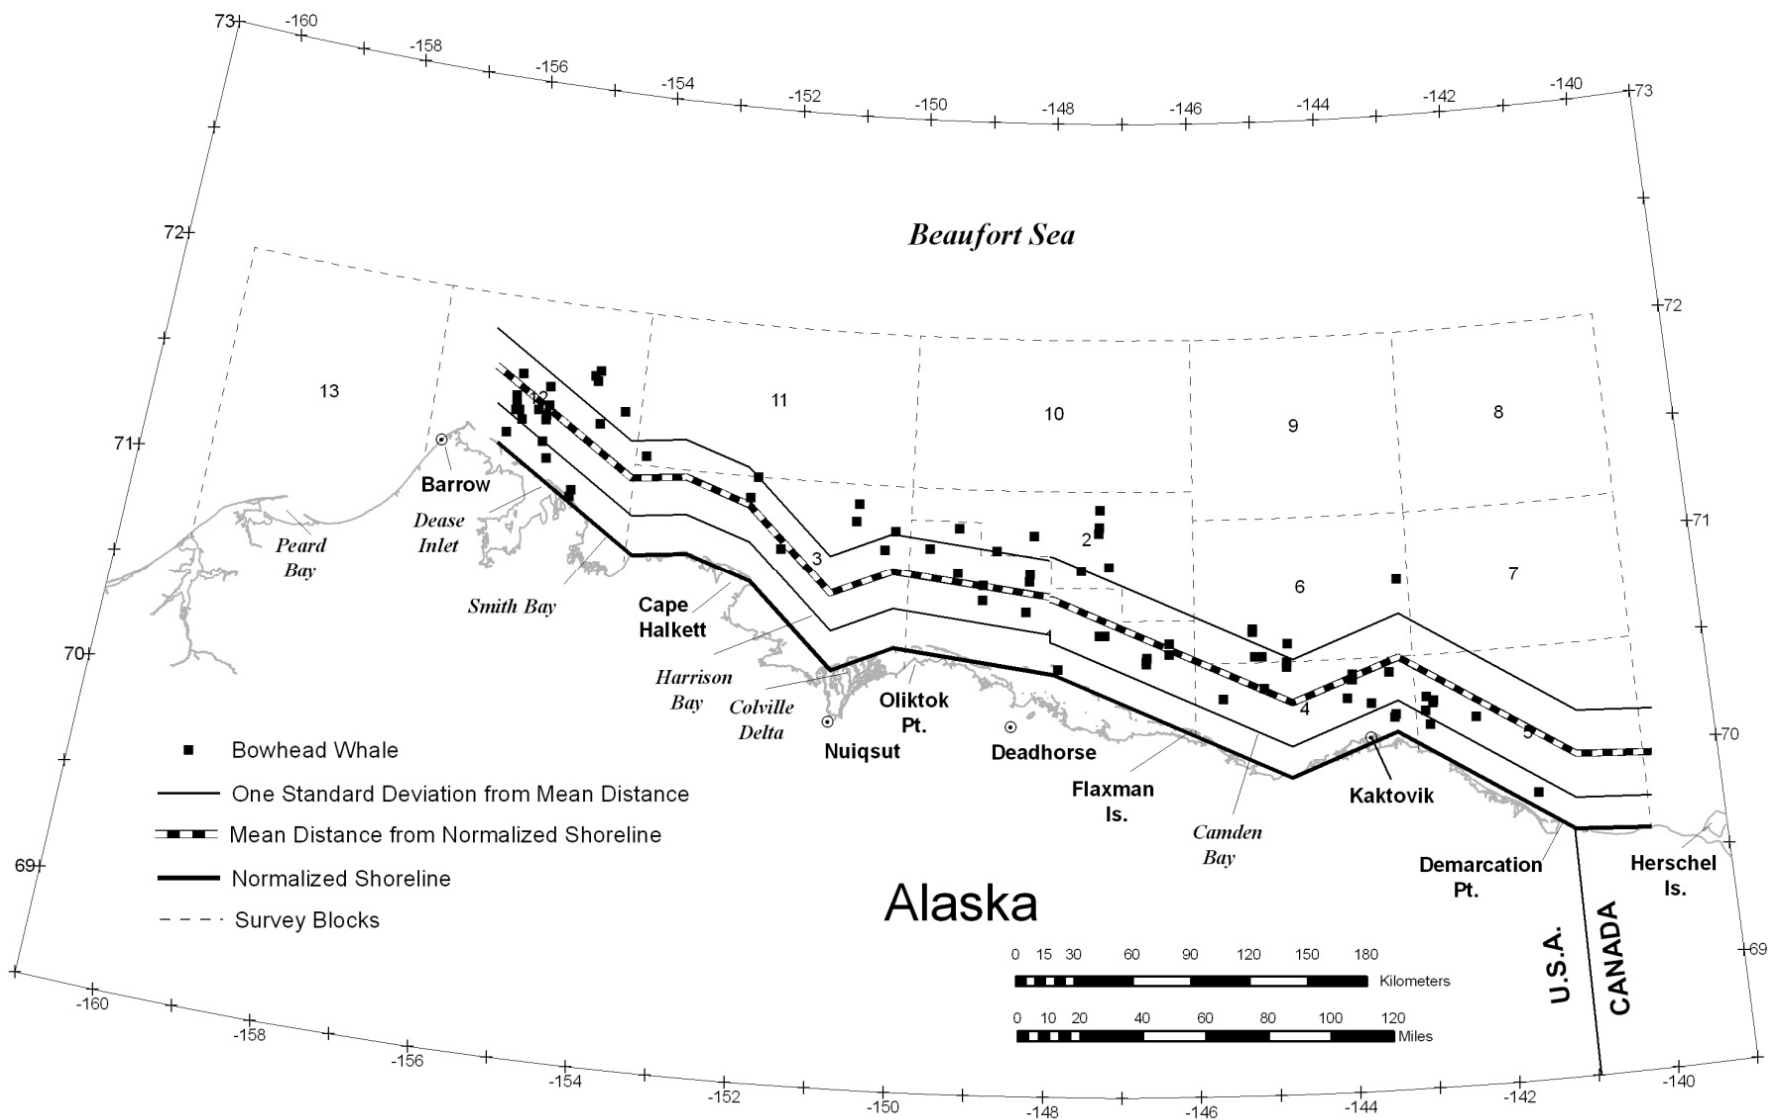 73
-160
-158
-156
-154
-152
-150
-148
-146
-144
-142
-140
73
72
Beaufort Sea
72
13
12
11
10
9
8
71
Barrow
Dease
Inlet
Peard
Bay
3
2
71
6
7
Smith Bay
Cape
Halkett
1
70
Harrison
Bay
Colville
Delta
Oliktok
Pt.
4
5
70
Nuiqsut
Deadhorse
Flaxman
Is.
Kaktovik
Camden
Bay
Demarcation
Pt.
Herschel
Is.
Bowhead Whale
One Standard Deviation from Mean Distance
Mean Distance from Normalized Shoreline
Normalized Shoreline
Survey Blocks
69
Alaska
U.S.A.
CANADA
69
0 15 30 60 90 120 150 180
Kilometers
0 10 20 40 60 80 100 120
Miles
-160
-158
-156
-154
-152
-150
-148
-146
-144
-142
-140